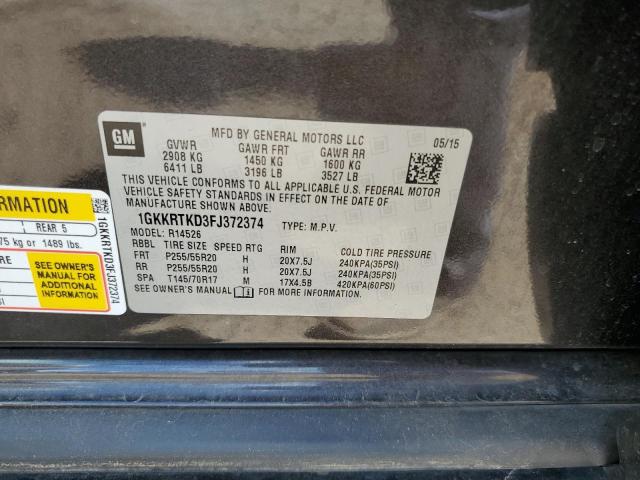 GM
MFD BY GENERAL MOTORS LLC 05/15
GVWR GAWR FRT GAWR RR
2908 KG 1450 KG 1600 KG
6411 LB 3196 LB 3527 LB
THIS VEHICLE CONFORMS TO ALL APPLICABLE U.S. FEDERAL MOTOR
VEHICLE SAFETY STANDARDS IN EFFECT ON THE DATE OF
MANUFACTURE SHOWN ABOVE.
1GKKRTKD3FJ372374 TYPE: M.P.V.
MODEL: R14526
RBBL TIRE SIZE SPEED RTG RIM COLD TIRE PRESSURE
FRT P255/55R20 H 20X7.5J 240KPA(35PSI)
RR P255/55R20 H 20X7.5J 240KPA(35PSI)
SPA T145/70R17 M 17X4.5B 420KPA(60PSI)
SEE OWNER'S MANUAL FOR MORE INFORMATION.
ORMATION
REAR 5
75 kg or 1489 lbs.
RE
SEE OWNER'S
MANUAL FOR
ADDITIONAL
INFORMATION
1GKKRTKD3FJ372374